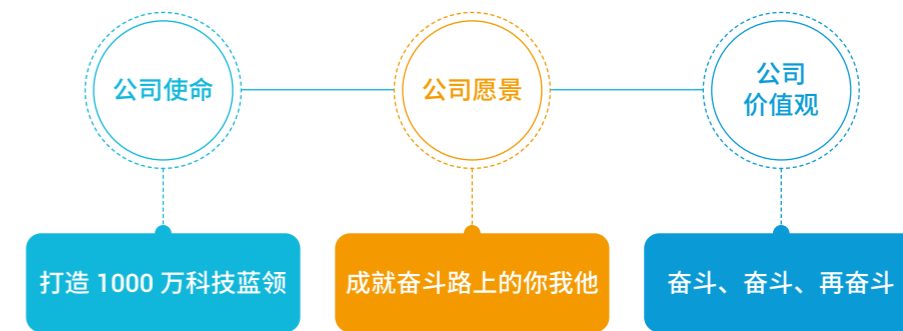 公司使命
公司愿景
公司
价值观
打造 1000 万科技蓝领
成就奋斗路上的你我他
奋斗、奋斗、再奋斗